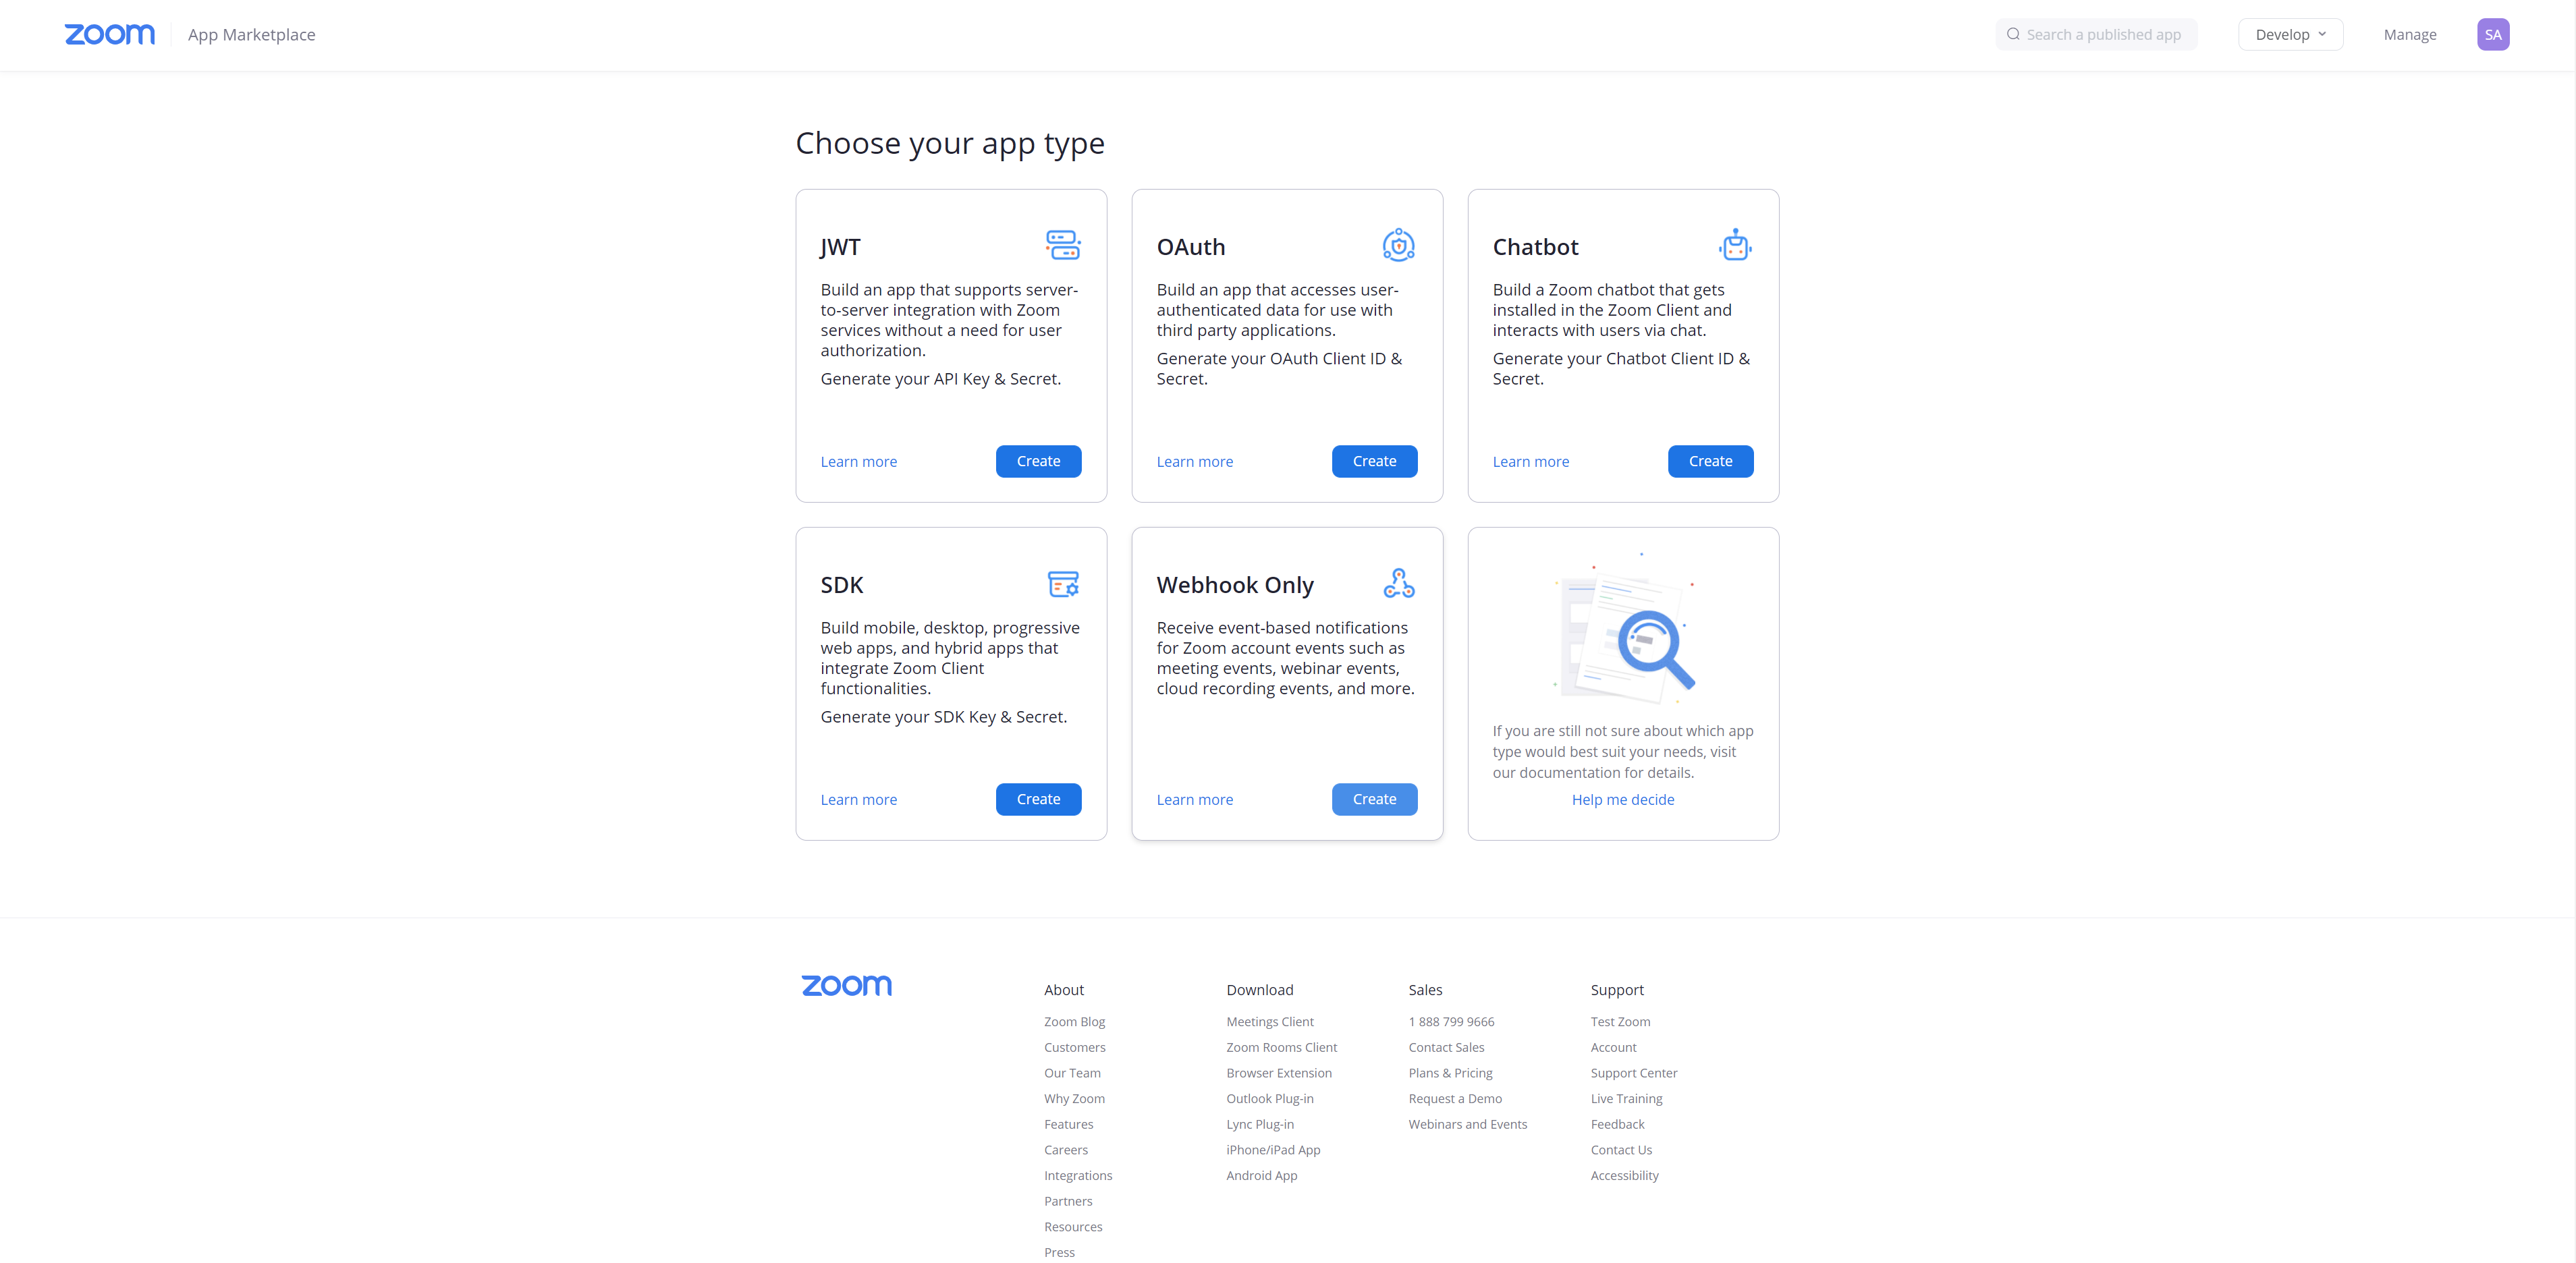 zoom
App Marketplace
Search a published app
Develop
Manage
SA
Choose your app type
JWT
Build an app that supports server-
to-server integration with Zoom
services without a need for user
authorization.
Generate your API Key & Secret.
Learn more
Create
OAuth
Build an app that accesses user-
authenticated data for use with
third party applications.
Generate your OAuth Client ID &
Secret.
Learn more
Create
Chatbot
Build a Zoom chatbot that gets
installed in the Zoom Client and
interacts with users via chat.
Generate your Chatbot Client ID &
Secret.
Learn more
Create
SDK
Build mobile, desktop, progressive
web apps, and hybrid apps that
integrate Zoom Client
functionalities.
Generate your SDK Key & Secret.
Learn more
Create
Webhook Only
Receive event-based notifications
for Zoom account events such as
meeting events, webinar events,
cloud recording events, and more.
Learn more
Create
If you are still not sure about which app
type would best suit your needs, visit
our documentation for details.
Help me decide
zoom
About
Zoom Blog
Customers
Our Team
Why Zoom
Features
Careers
Integrations
Partners
Resources
Press
Download
Meetings Client
Zoom Rooms Client
Browser Extension
Outlook Plug-in
Lync Plug-in
iPhone/iPad App
Android App
Sales
1 888 799 9666
Contact Sales
Plans & Pricing
Request a Demo
Webinars and Events
Support
Test Zoom
Account
Support Center
Live Training
Feedback
Contact Us
Accessibility